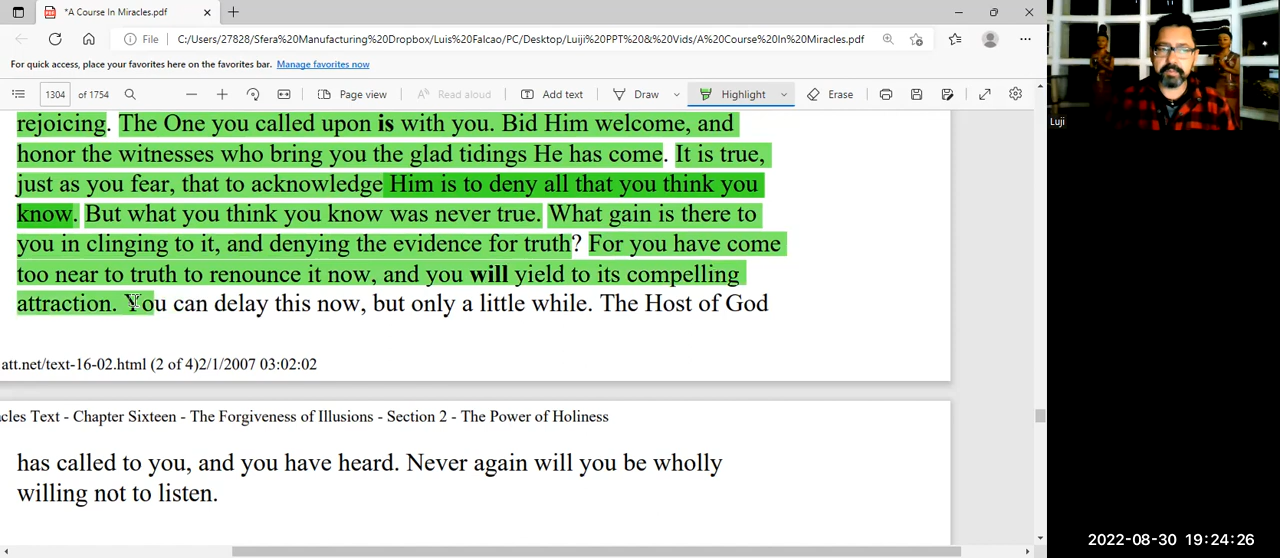 *A Course In Miracles.pdf
File
C:/Users/27828/Sfera%20Manufacturing%20Dropbox/Luis%20Falcao/PC/Desktop/Luiji%20PPT%20&%20Vids/A%20Course%20In%20Miracles.pdf
For quick access, place your favorites here on the favorites bar. Manage favorites now
1304 of 1754 Page view Read aloud Add text Draw Highlight Erase
rejoicing. The One you called upon is with you. Bid Him welcome, and
honor the witnesses who bring you the glad tidings He has come. It is true,
just as you fear, that to acknowledge Him is to deny all that you think you
know. But what you think you know was never true. What gain is there to
you in clinging to it, and denying the evidence for truth? For you have come
too near to truth to renounce it now, and you will yield to its compelling
attraction. You can delay this now, but only a little while. The Host of God
att.net/text-16-02.html (2 of 4)2/1/2007 03:02:02
cles Text - Chapter Sixteen - The Forgiveness of Illusions - Section 2 - The Power of Holiness
has called to you, and you have heard. Never again will you be wholly
willing not to listen.
Luji
2022-08-30 19:24:26